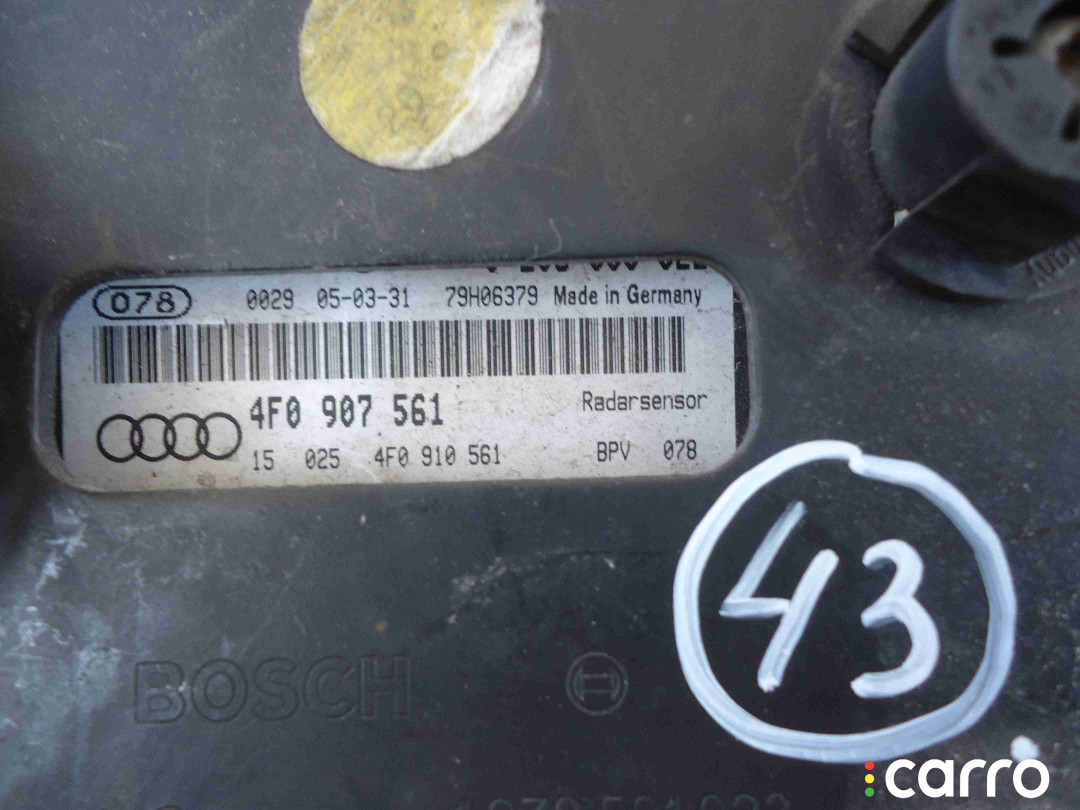 078 0029 05-03-31 79H06379 Made in Germany
4F0 907 561 Radarsensor
15 025 4F0 910 561 BPV 078
43
BOSCH
carro